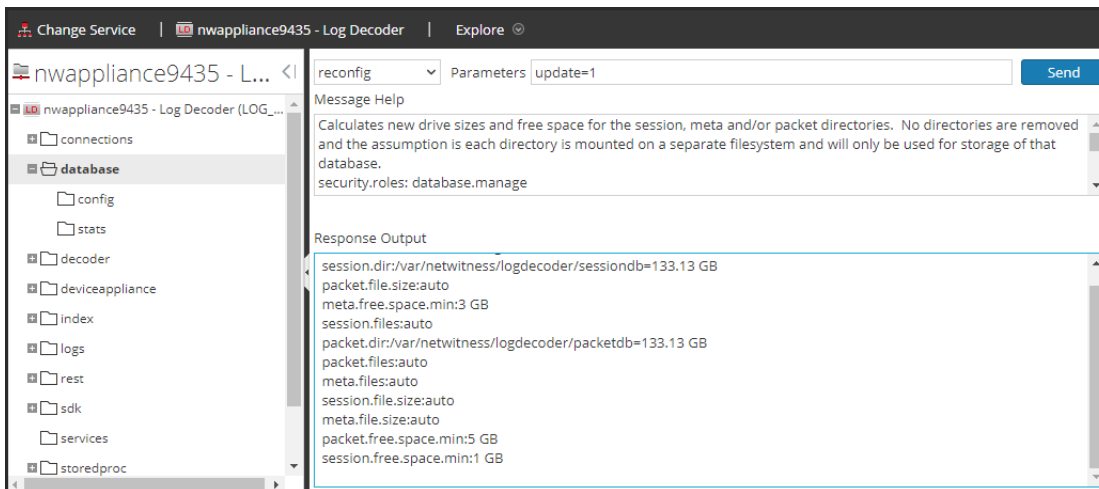 Change Service | LD nwappliance9435 - Log Decoder | Explore
nwappliance9435 - L...
LD nwappliance9435 - Log Decoder (LOG_...
connections
database
config
stats
decoder
deviceappliance
index
logs
rest
sdk
services
storedproc
reconfig Parameters update=1 Send
Message Help
Calculates new drive sizes and free space for the session, meta and/or packet directories. No directories are removed
and the assumption is each directory is mounted on a separate filesystem and will only be used for storage of that
database.
security.roles: database.manage
Response Output
session.dir:/var/netwitness/logdecoder/sessiondb=133.13 GB
packet.file.size:auto
meta.free.space.min:3 GB
session.files:auto
packet.dir:/var/netwitness/logdecoder/packetdb=133.13 GB
packet.files:auto
meta.files:auto
session.file.size:auto
meta.file.size:auto
packet.free.space.min:5 GB
session.free.space.min:1 GB